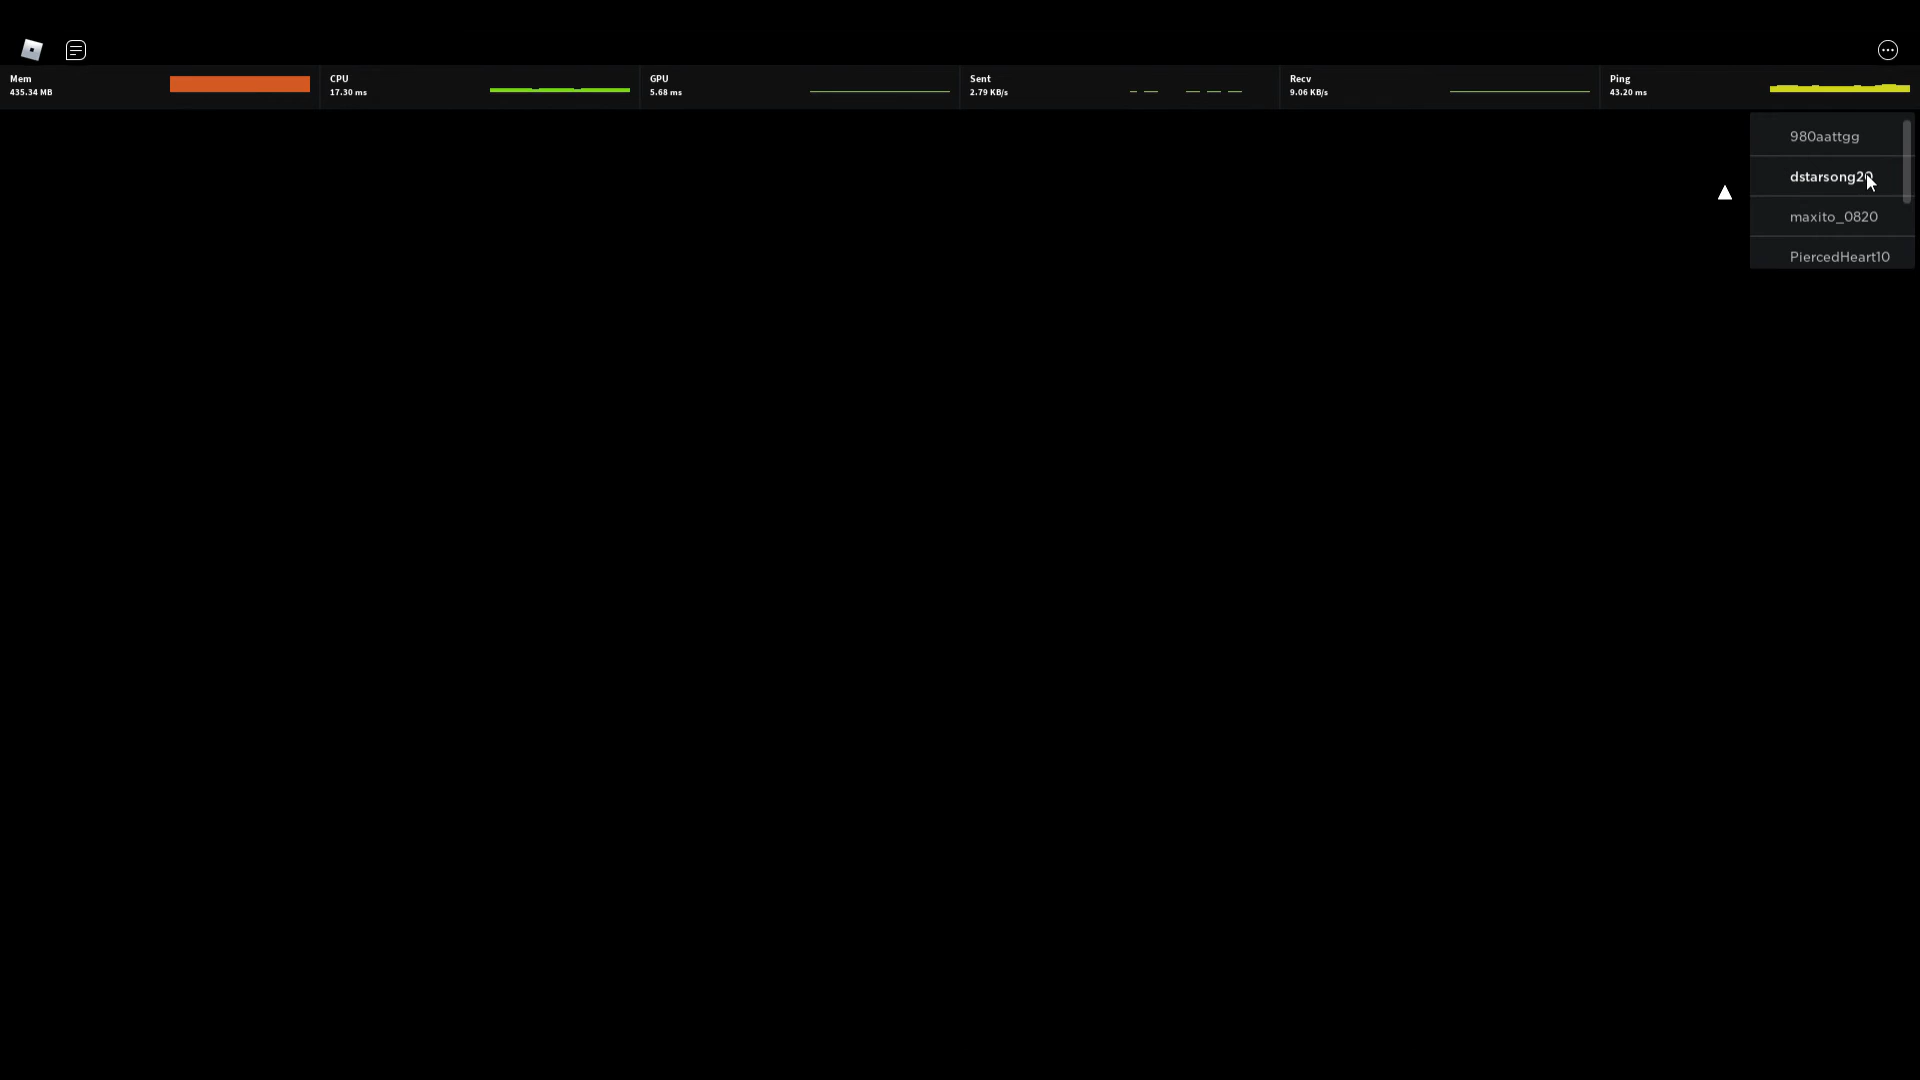 Mem
435.34 MB
CPU
17.30 ms
GPU
5.68 ms
Sent
2.79 KB/s
Recv
9.06 KB/s
Ping
43.20 ms
980aattgg
dstarsong20
maxito_0820
PiercedHeart10